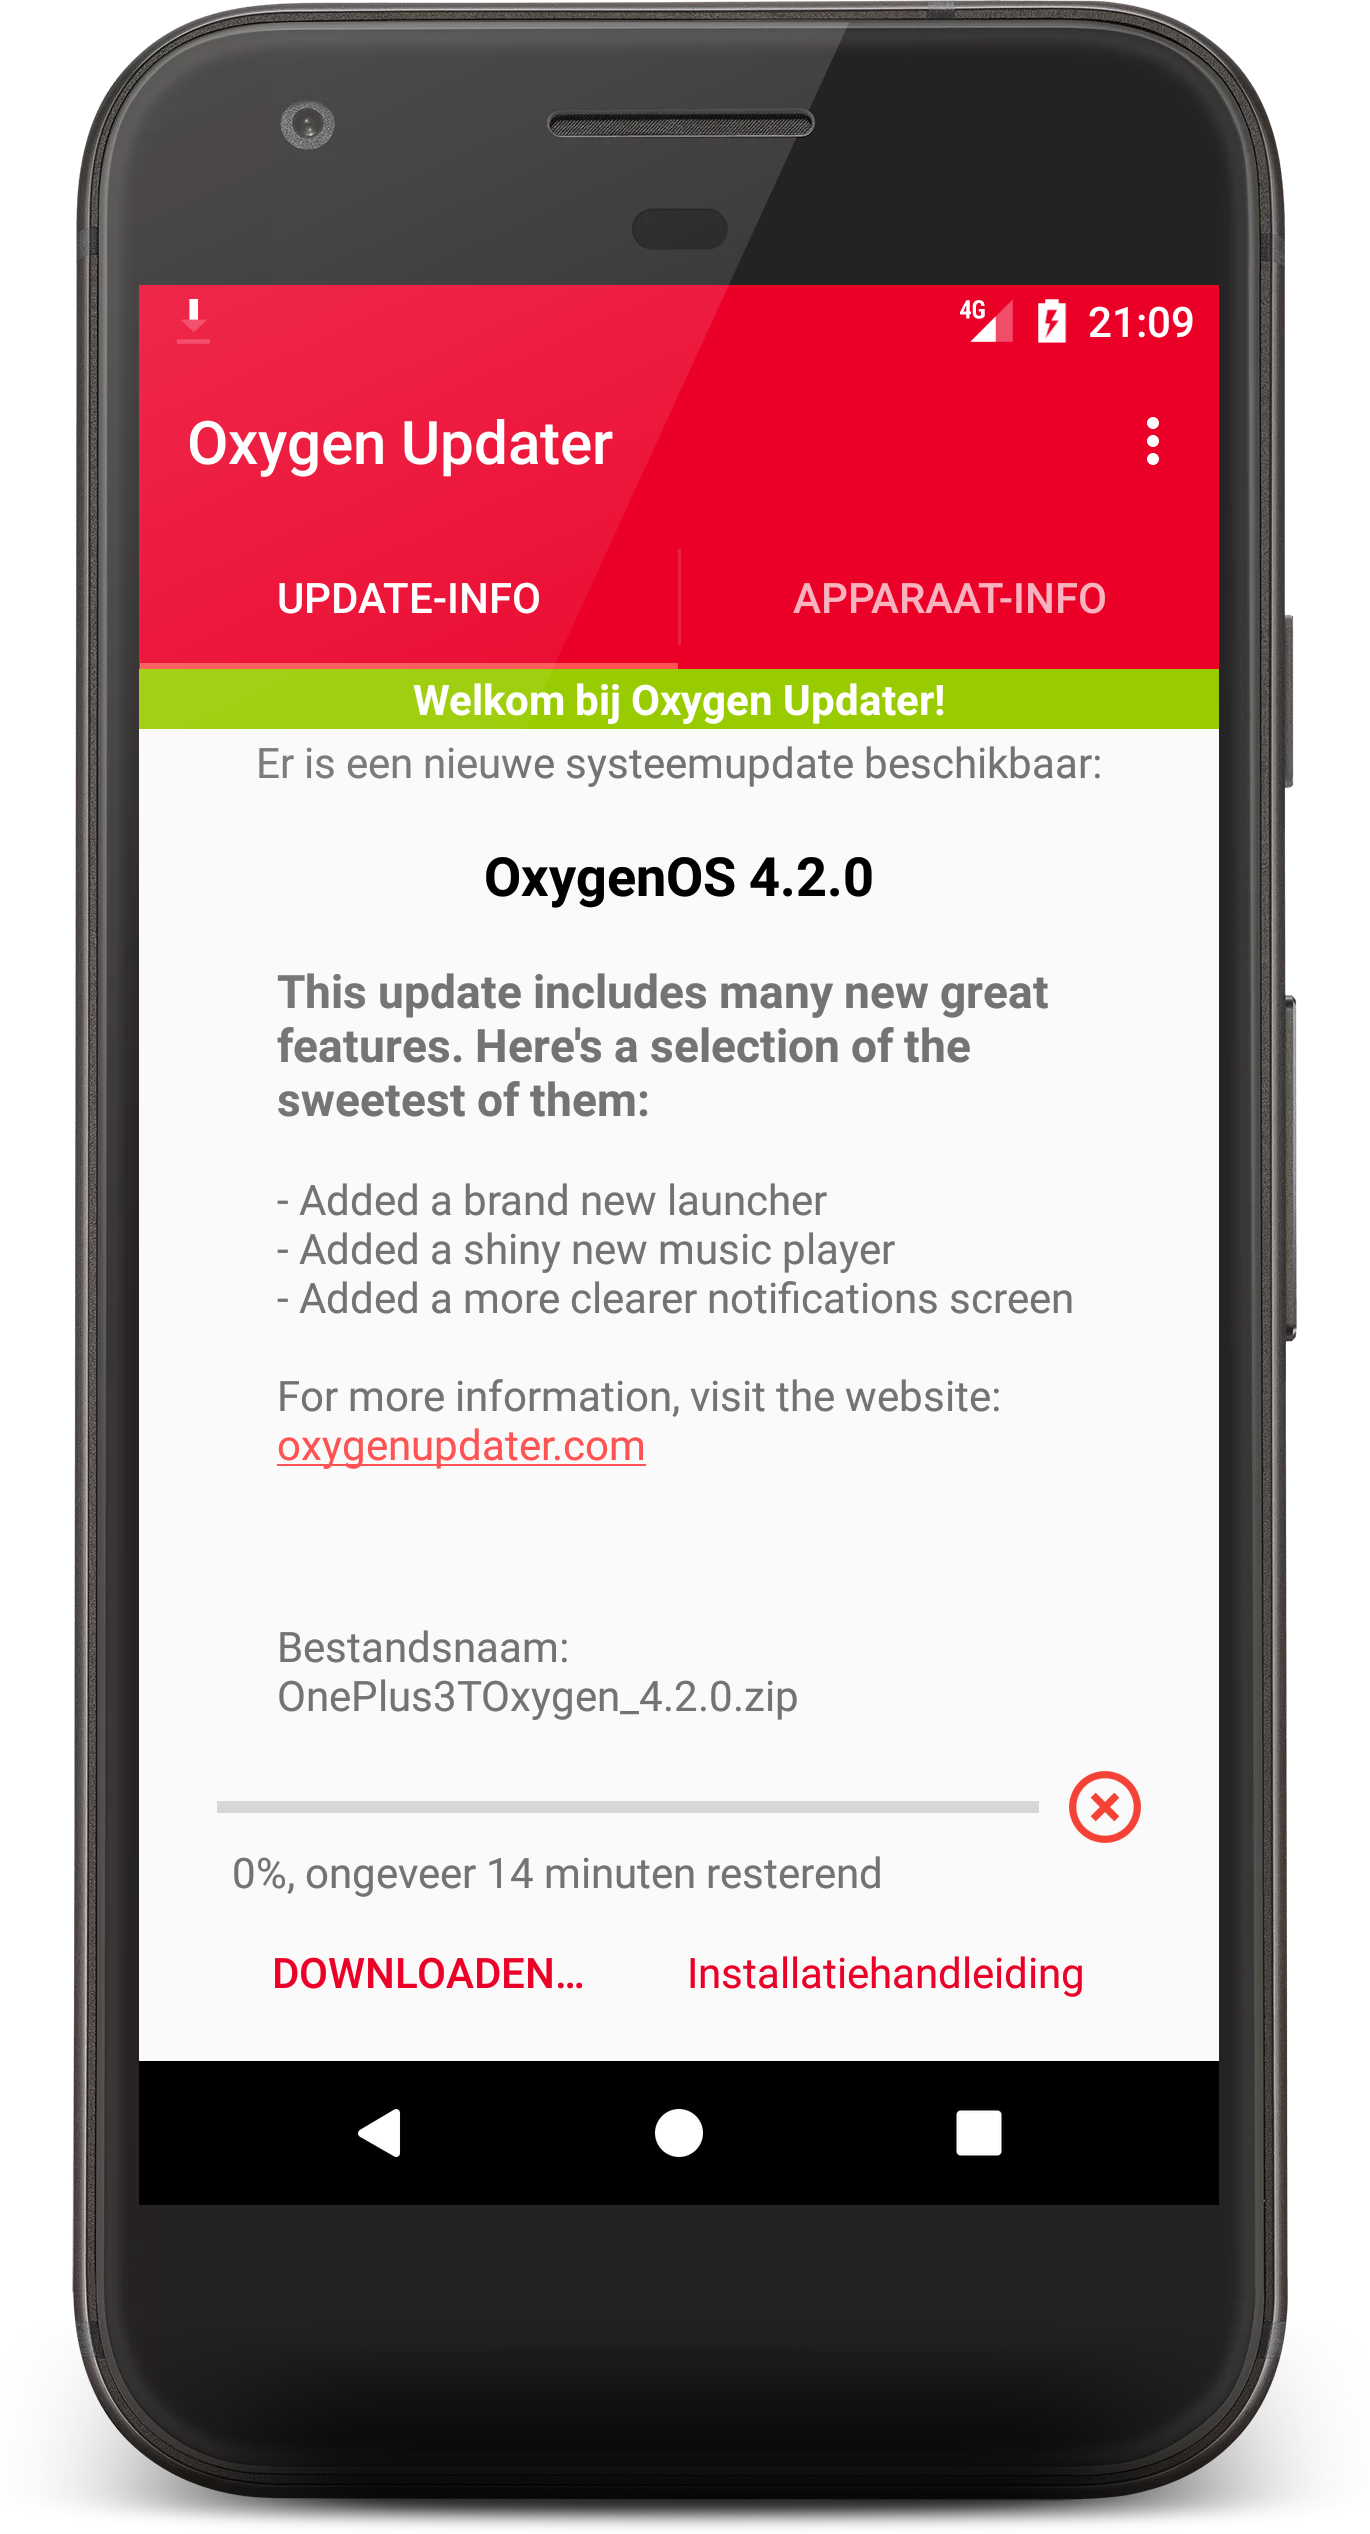 4G 21:09
Oxygen Updater
UPDATE-INFO APPARAAT-INFO
Welkom bij Oxygen Updater!
Er is een nieuwe systeemupdate beschikbaar:
OxygenOS 4.2.0
This update includes many new great
features. Here's a selection of the
sweetest of them:
- Added a brand new launcher
- Added a shiny new music player
- Added a more clearer notifications screen
For more information, visit the website:
oxygenupdater.com
Bestandsnaam:
OnePlus3TOxygen_4.2.0.zip
0%, ongeveer 14 minuten resterend
DOWNLOADEN… Installatiehandleiding